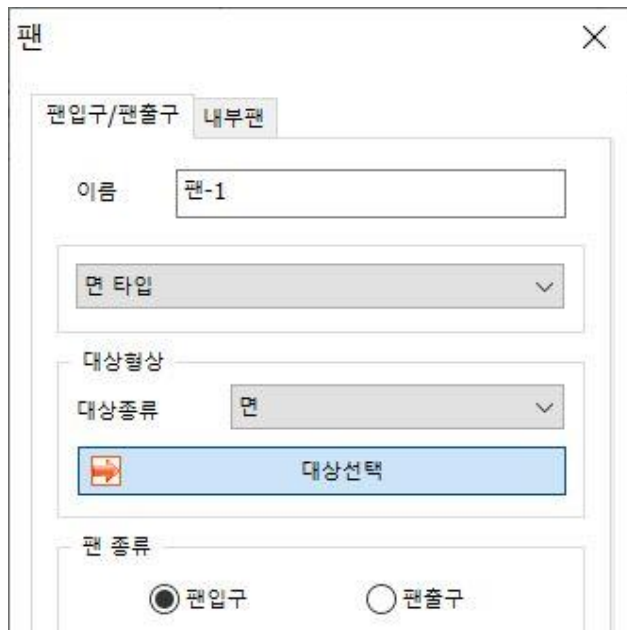 팬
팬입구/팬출구 내부팬
이름 팬-1
면 타입
대상형상
대상종류 면
대상선택
팬 종류
팬입구 팬출구